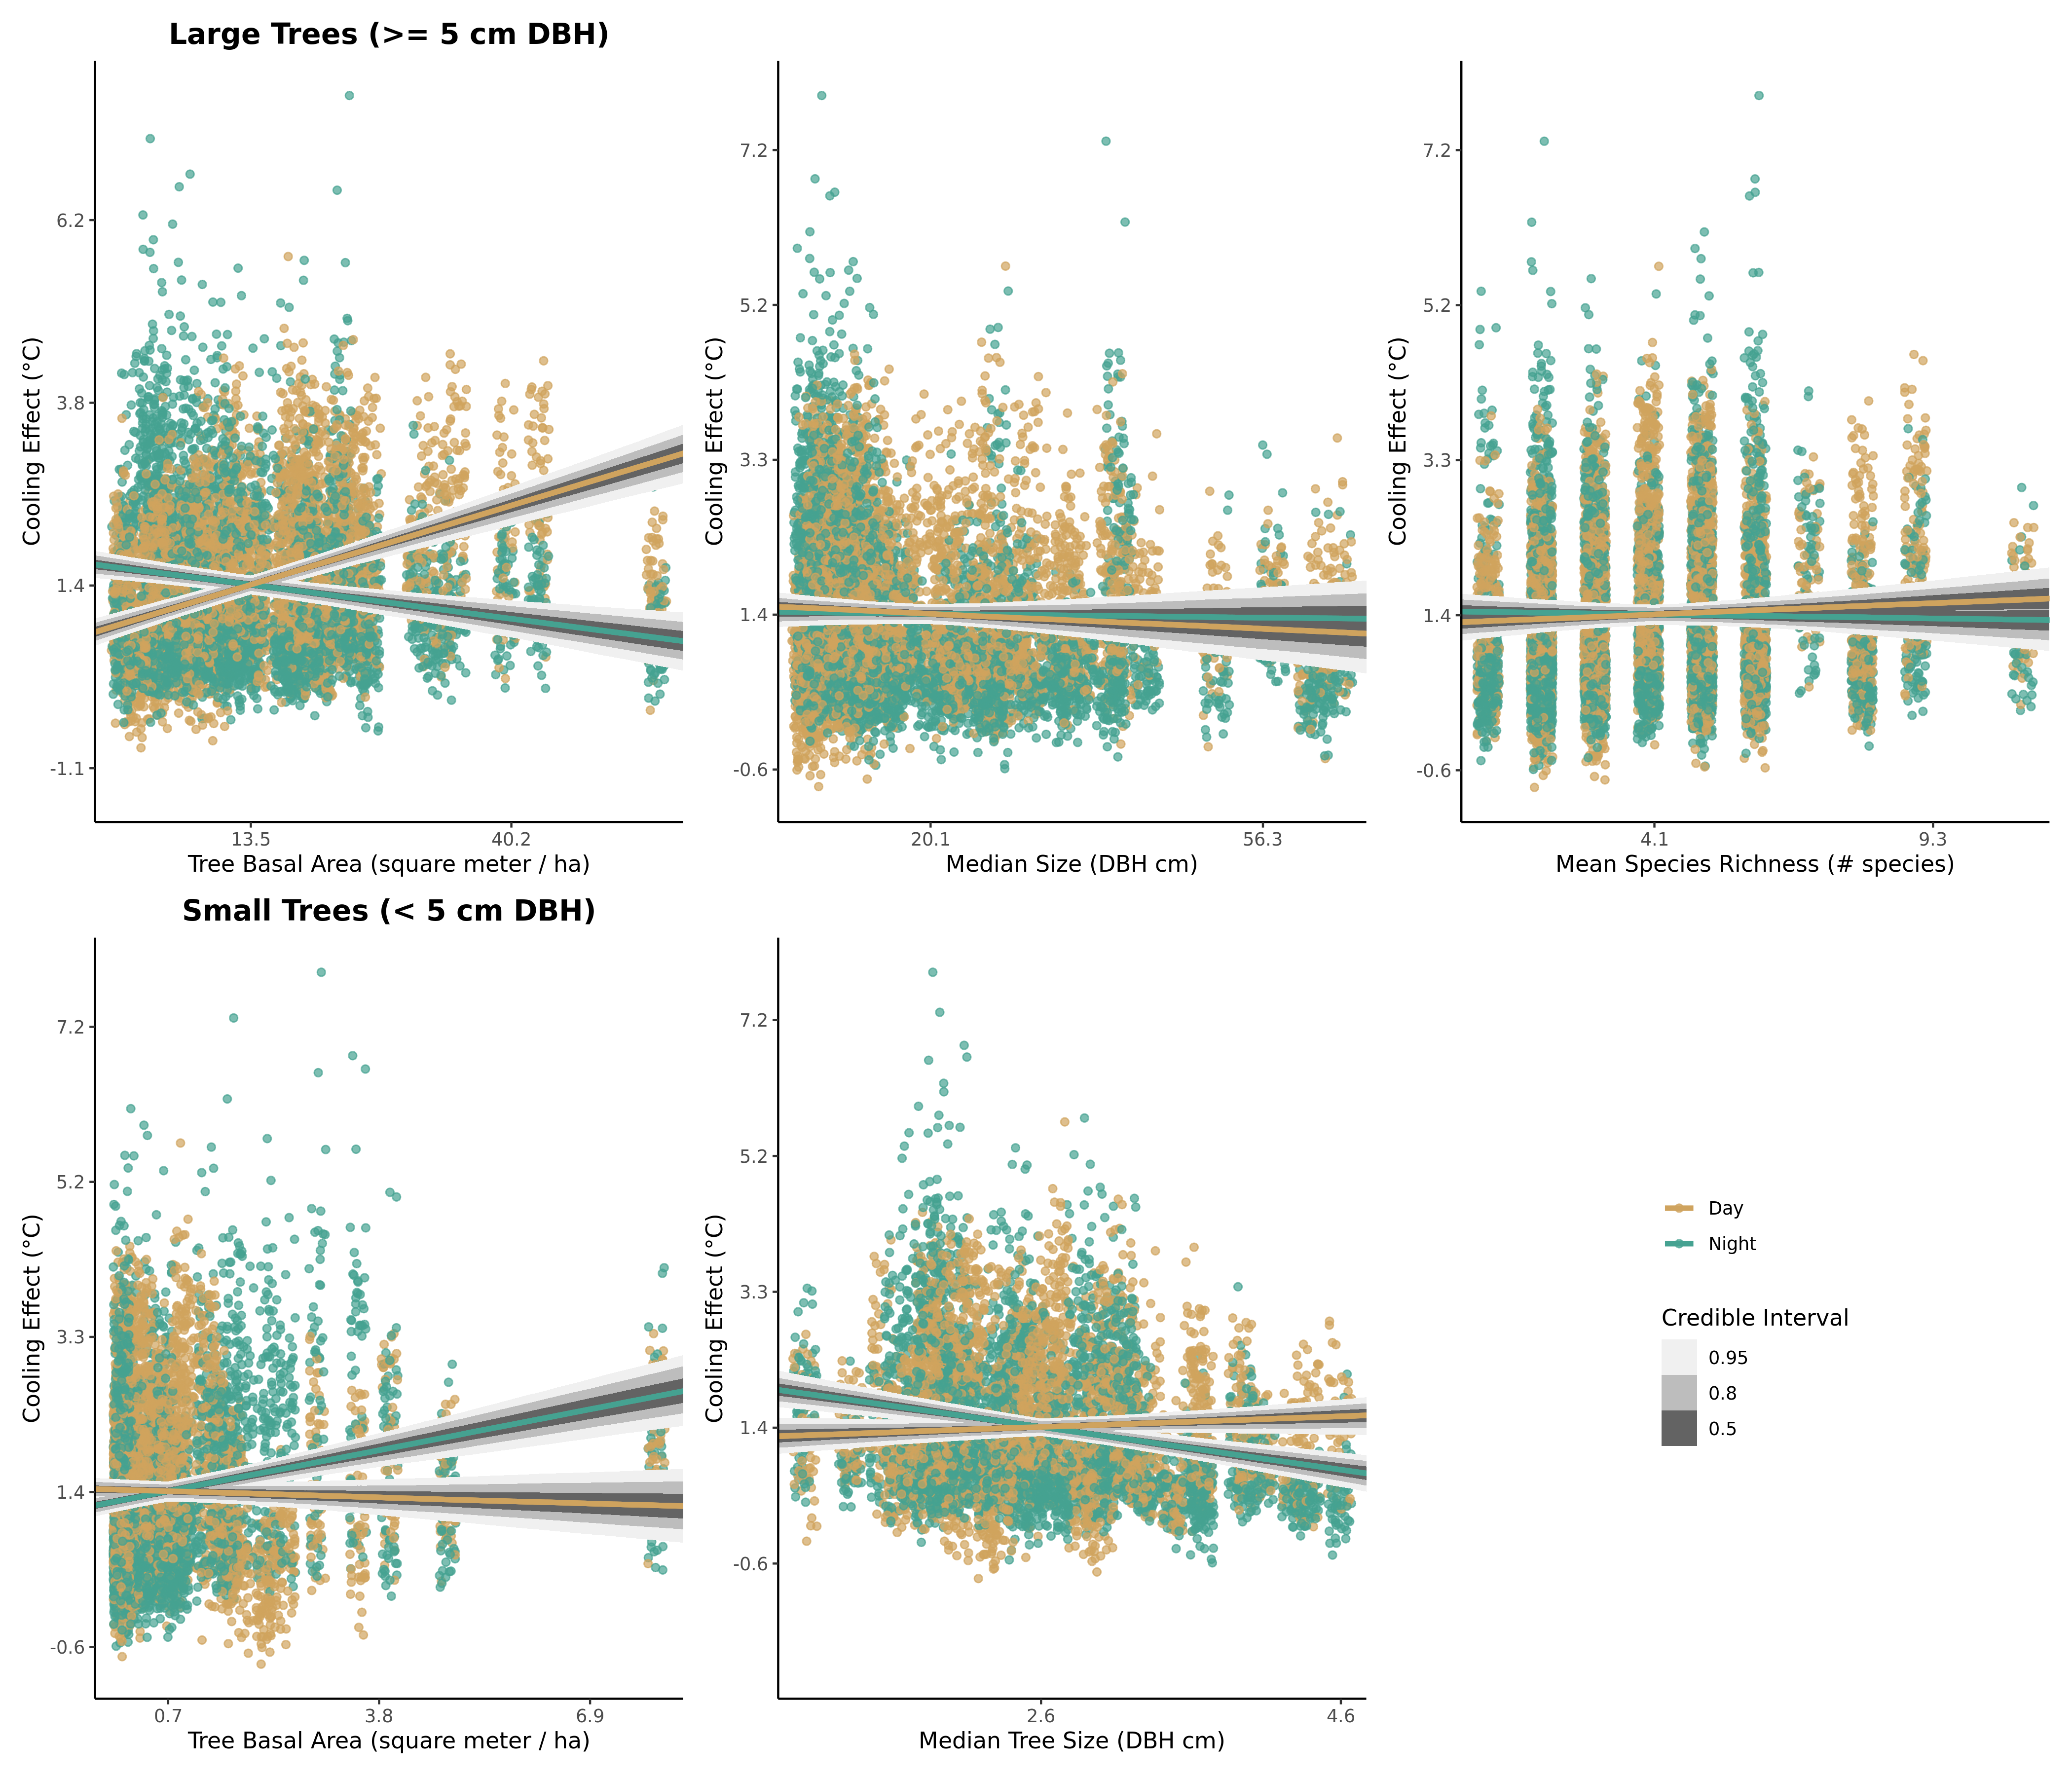 Large Trees (>= 5 cm DBH)
Cooling Effect (°C)
6.2
3.8
1.4
-1.1
13.5 40.2
Tree Basal Area (square meter / ha)
Cooling Effect (°C)
7.2
5.2
3.3
1.4
-0.6
20.1 56.3
Median Size (DBH cm)
Cooling Effect (°C)
7.2
5.2
3.3
1.4
-0.6
4.1 9.3
Mean Species Richness (# species)
Small Trees (< 5 cm DBH)
Cooling Effect (°C)
7.2
5.2
3.3
1.4
-0.6
0.7 3.8 6.9
Tree Basal Area (square meter / ha)
Cooling Effect (°C)
7.2
5.2
3.3
1.4
-0.6
2.6 4.6
Median Tree Size (DBH cm)
Day
Night
Credible Interval
0.95
0.8
0.5